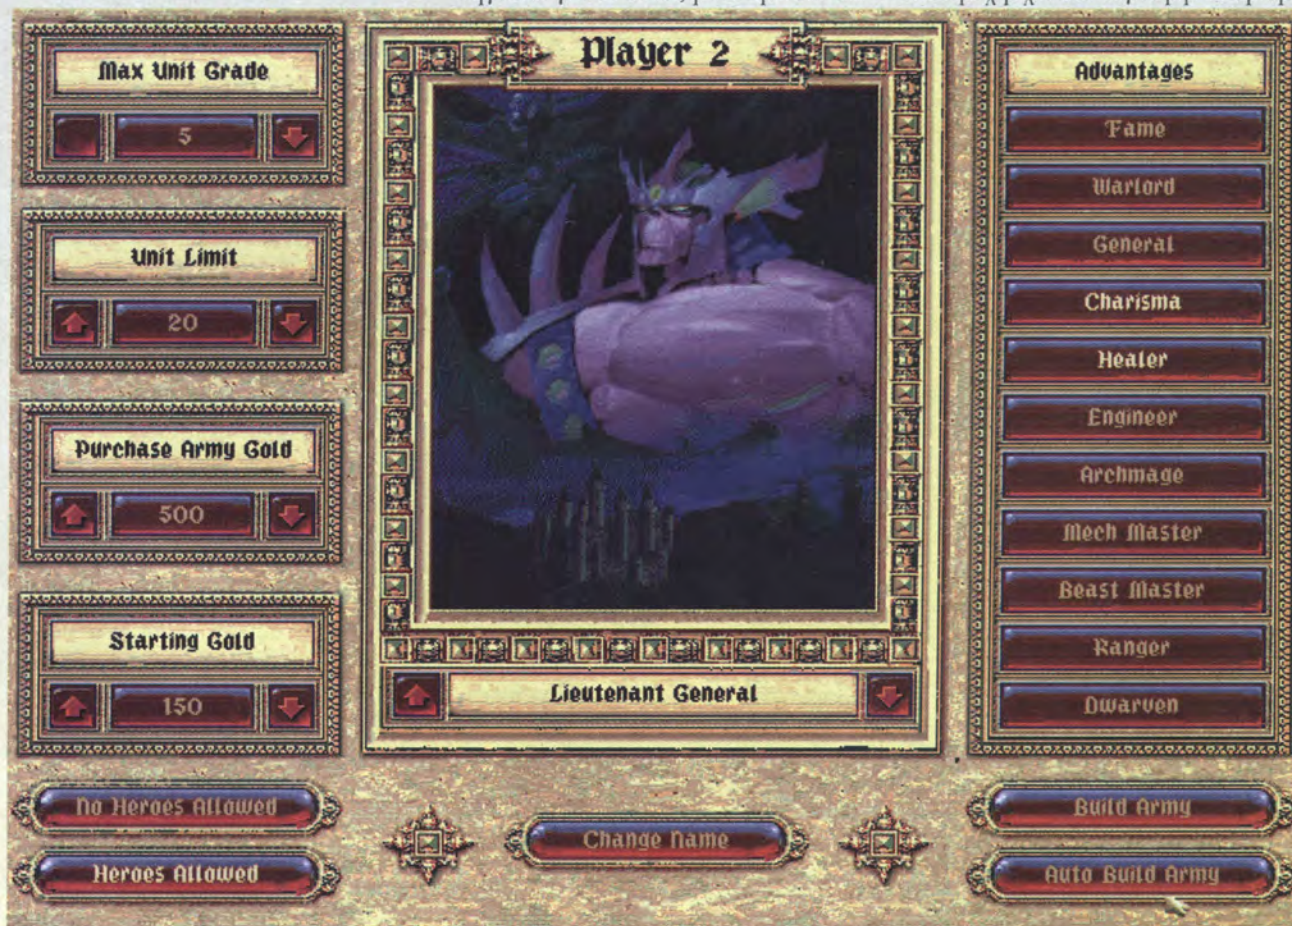 Player 2
Max Unit Grade
5
Unit Limit
20
Purchase Army Gold
500
Starting Gold
150
No Heroes Allowed
Heroes Allowed
Lieutenant General
Change Name
Advantages
Fame
Warlord
General
Charisma
Healer
Engineer
Archmage
Mech Master
Beast Master
Ranger
Dwarven
Build Army
Auto Build Army